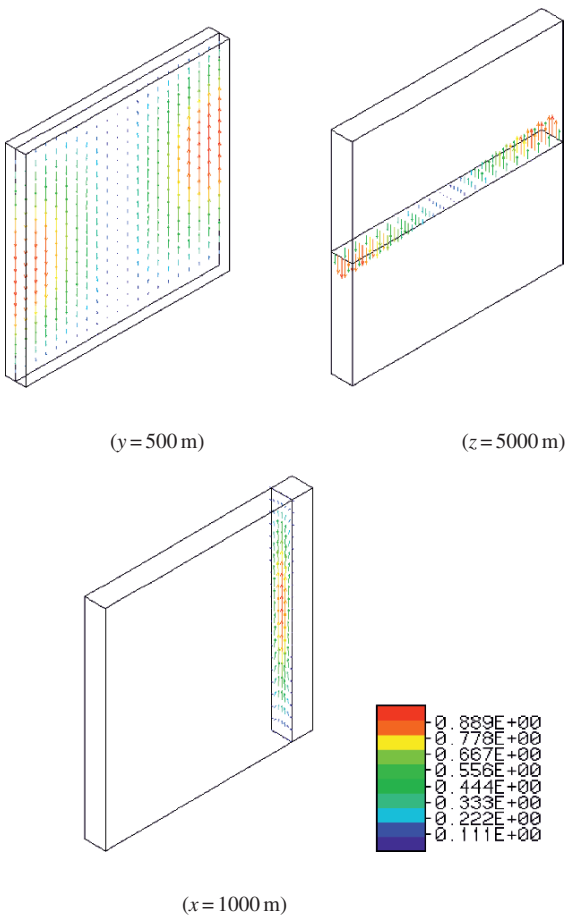 (y = 500 m)
(z = 5000 m)
0.889E+00
0.778E+00
0.667E+00
0.556E+00
0.444E+00
0.333E+00
0.222E+00
0.111E+00
(x = 1000 m)